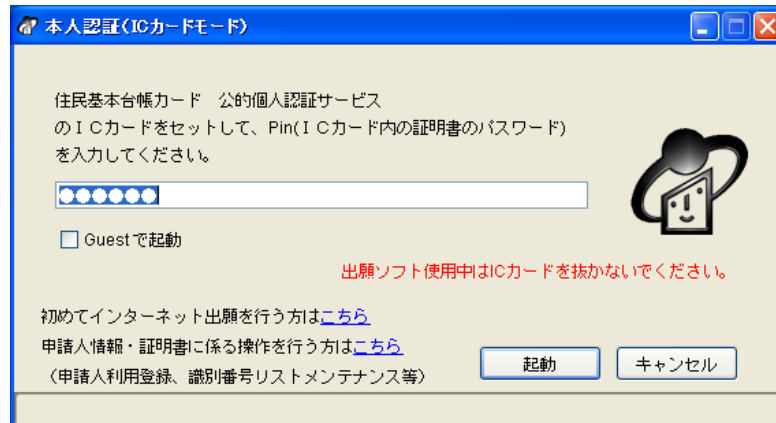 本人認証(ICカードモード)
住民基本台帳カード　公的個人認証サービス
のＩＣカードをセットして、Pin(ＩＣカード内の証明書のパスワード)
を入力してください。
●●●●●●
Guestで起動
出願ソフト使用中はICカードを抜かないでください。
初めてインターネット出願を行う方はこちら
申請人情報・証明書に係る操作を行う方はこちら
（申請人利用登録、識別番号リストメンテナンス等）
起動
キャンセル